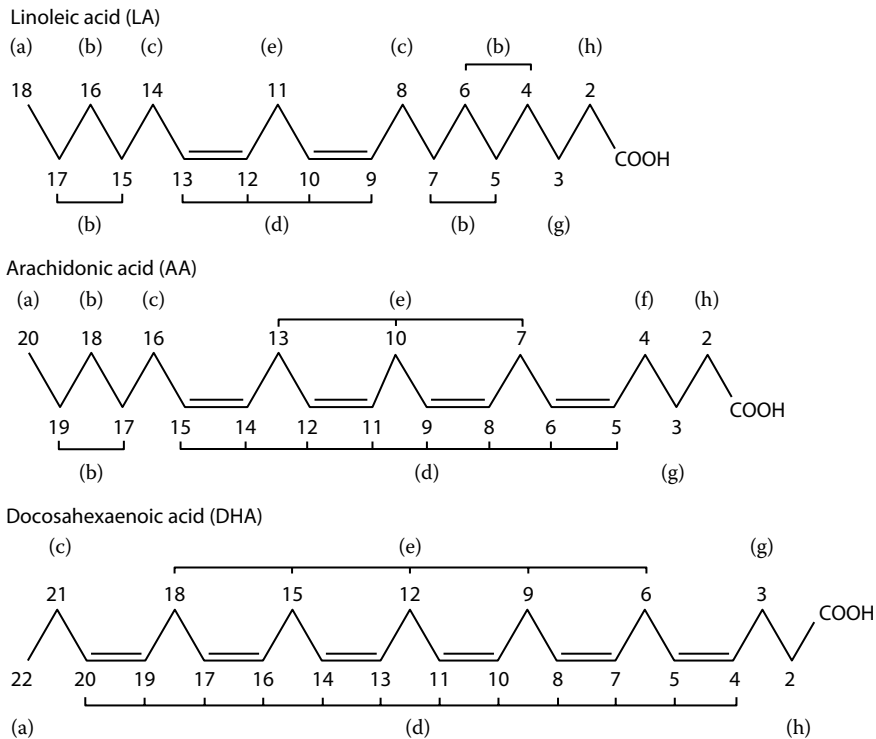 Linoleic acid (LA)
(a) (b) (c) (e) (c) (b) (h)
18 16 14 11 8 6 4 2
COOH
17 15 13 12 10 9 7 5 3
(b) (d) (b) (g)
Arachidonic acid (AA)
(a) (b) (c) (e) (f) (h)
20 18 16 13 10 7 4 2
COOH
19 17 15 14 12 11 9 8 6 5 3
(b) (d) (g)
Docosahexaenoic acid (DHA)
(c) (e) (g)
21 18 15 12 9 6 3
COOH
22 20 19 17 16 14 13 11 10 8 7 5 4 2
(a) (d) (h)